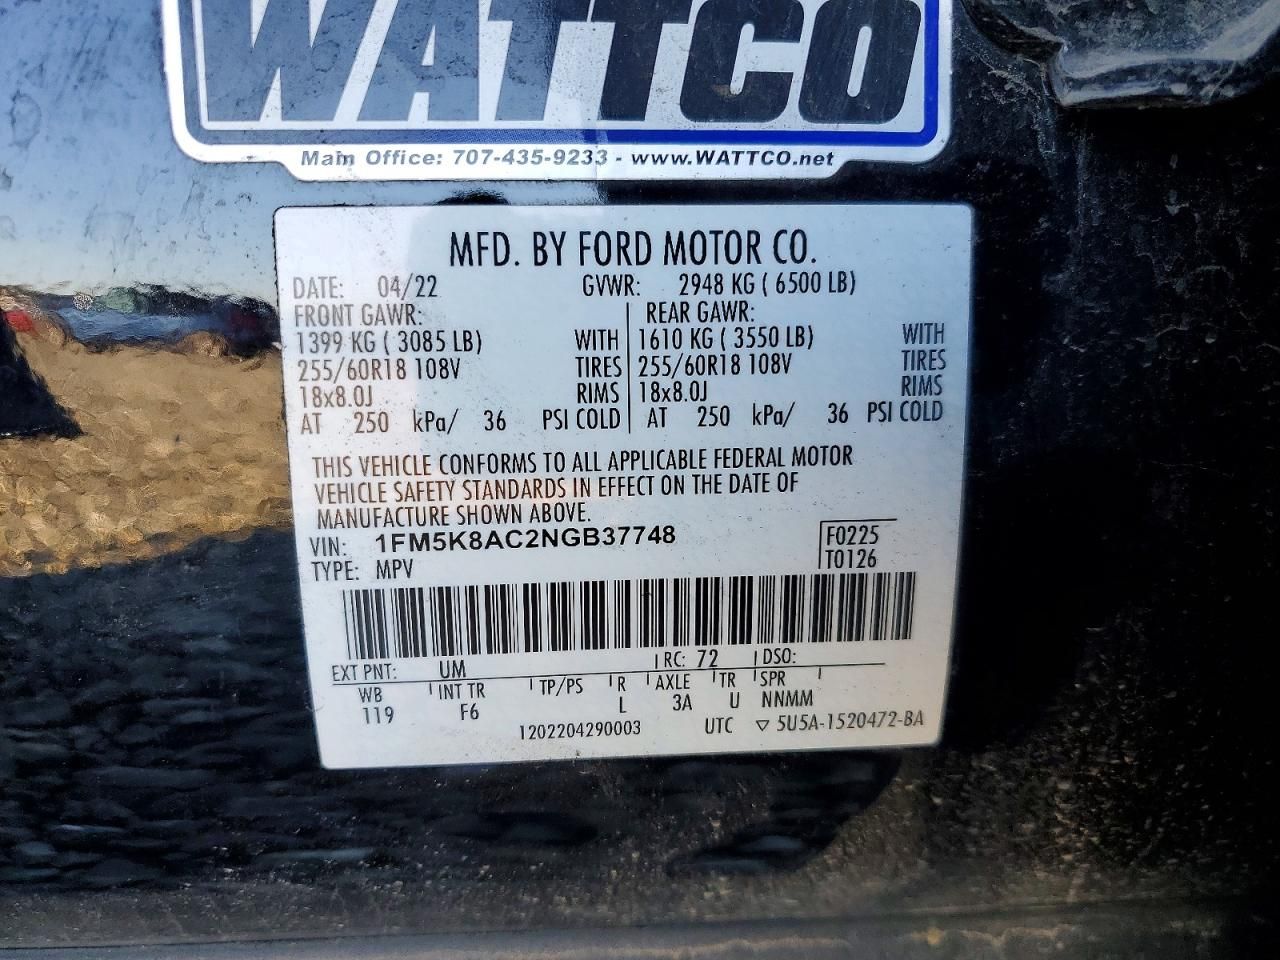 WATTCO
Main Office: 707-435-9233 - www.WATTCO.net
MFD. BY FORD MOTOR CO.
DATE: 04/22 GVWR: 2948 KG ( 6500 LB)
FRONT GAWR: REAR GAWR:
1399 KG ( 3085 LB) WITH 1610 KG ( 3550 LB) WITH
255/60R18 108V TIRES 255/60R18 108V TIRES
18x8.0J RIMS 18x8.0J RIMS
AT 250 kPa/ 36 PSI COLD AT 250 kPa/ 36 PSI COLD
THIS VEHICLE CONFORMS TO ALL APPLICABLE FEDERAL MOTOR
VEHICLE SAFETY STANDARDS IN EFFECT ON THE DATE OF
MANUFACTURE SHOWN ABOVE.
VIN: 1FM5K8AC2NGB37748 F0225
TYPE: MPV T0126
EXT PNT: UM RC: 72 DSO:
WB INT TR TP/PS R AXLE TR SPR
119 F6 L 3A U NNMM
1202204290003 UTC ▽ 5U5A-1520472-BA